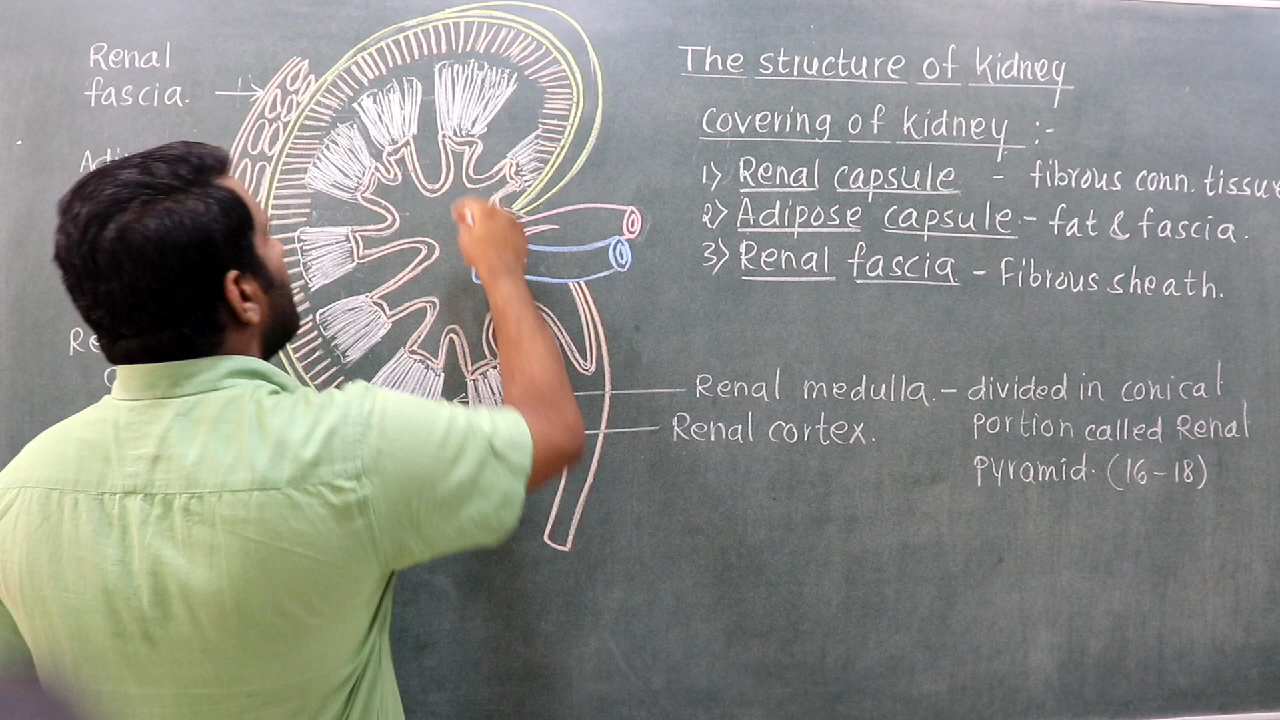 Renal
fascia.
The structure of kidney
covering of kidney :-
1) Renal capsule - fibrous conn. tissue
2) Adipose capsule - fat & fascia.
3) Renal fascia - Fibrous sheath.
Renal medulla. - divided in conical
portion called Renal
pyramid. (16-18)
Renal cortex.